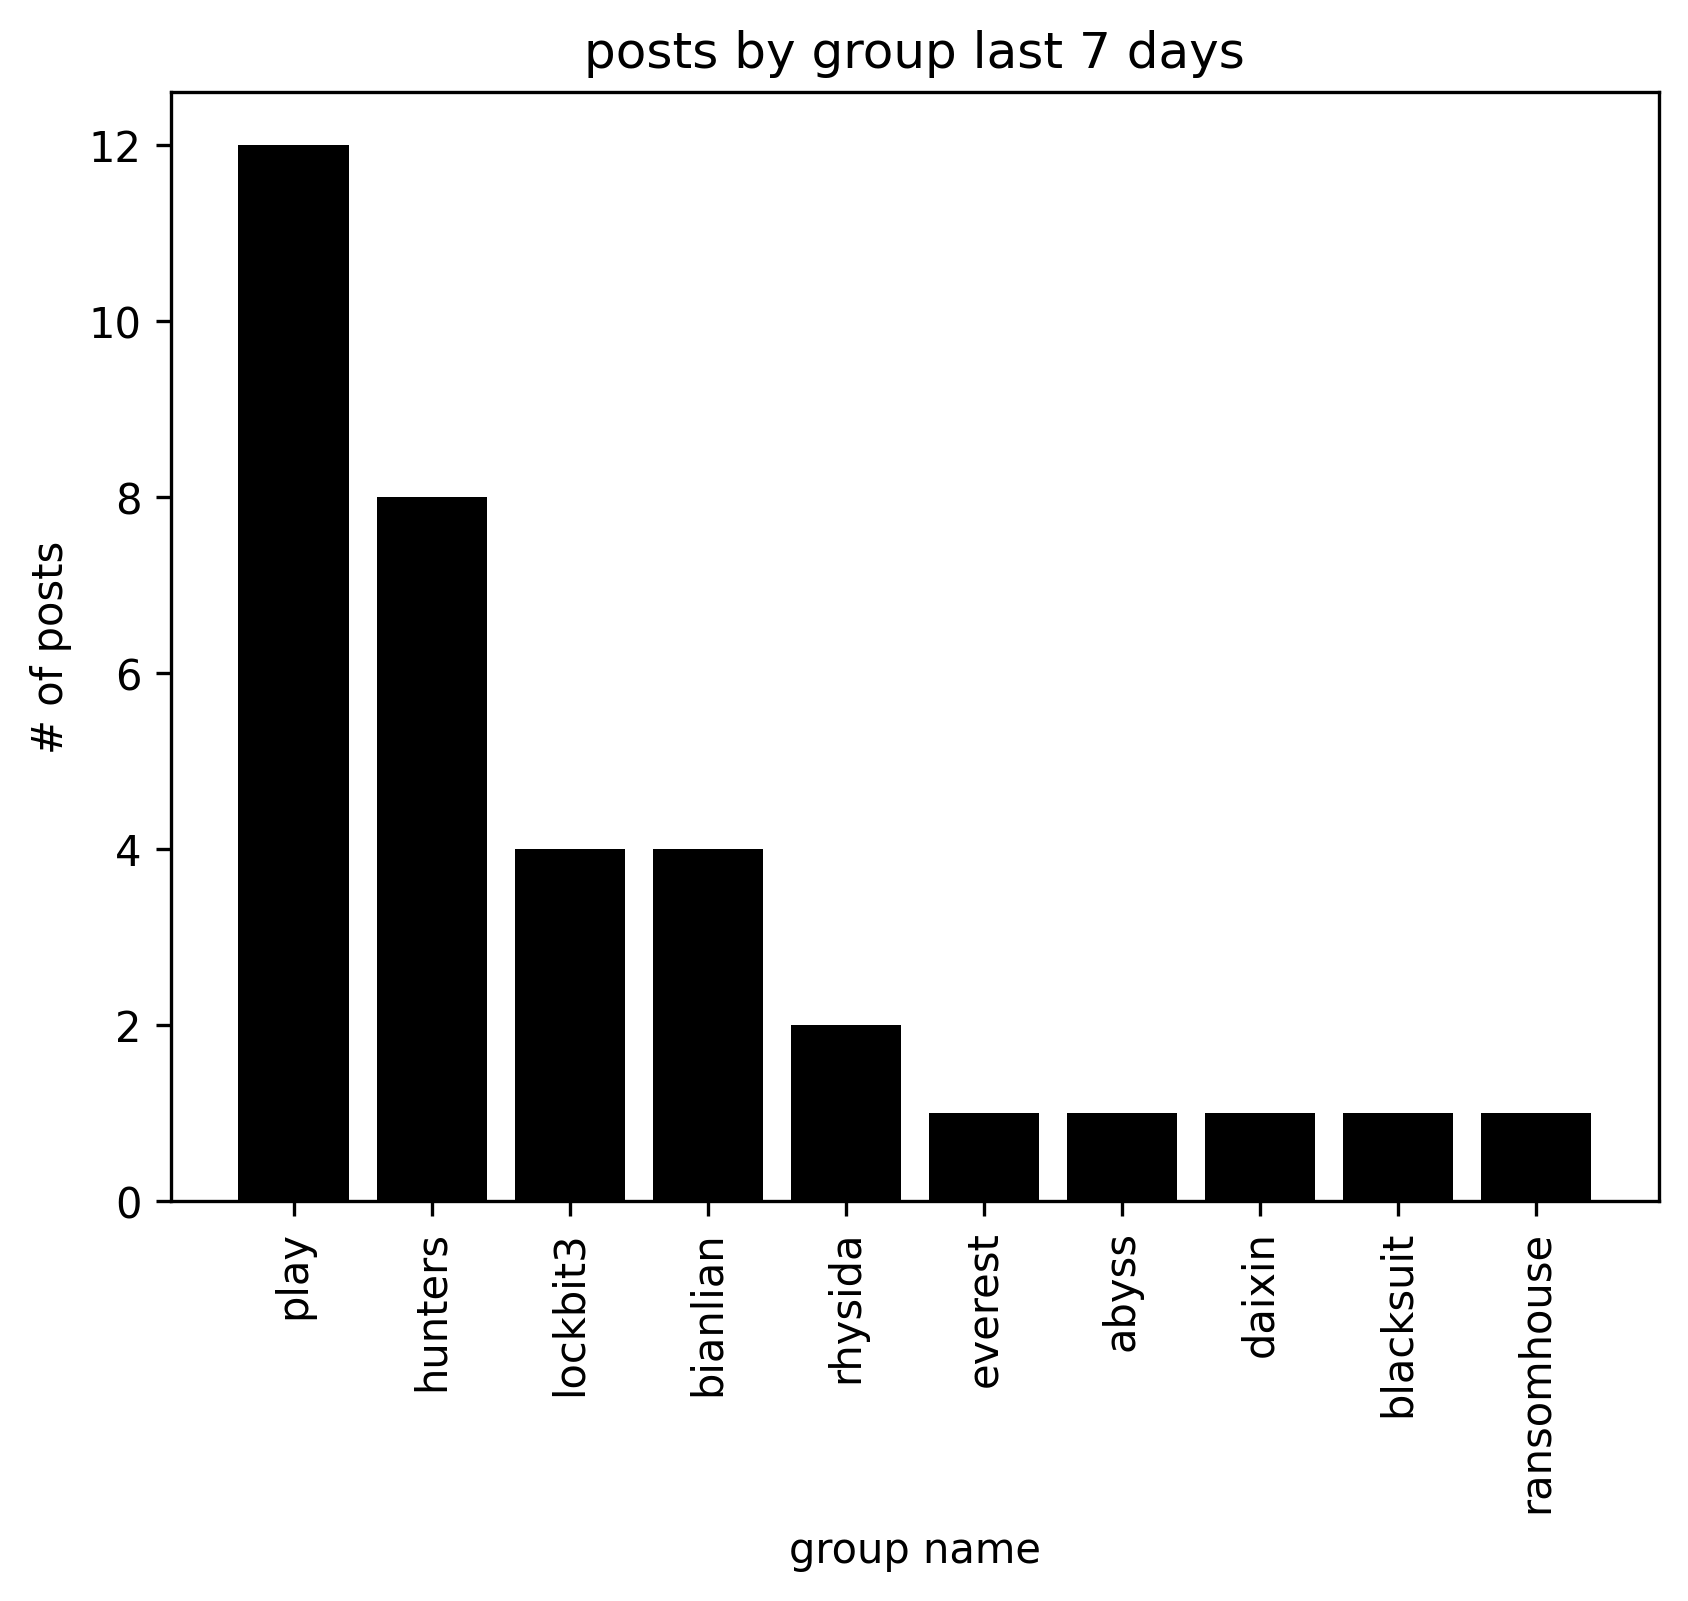 posts by group last 7 days
12
10
8
6
4
2
0
# of posts
play
hunters
lockbit3
bianlian
rhysida
everest
abyss
daixin
blacksuit
ransomhouse
group name